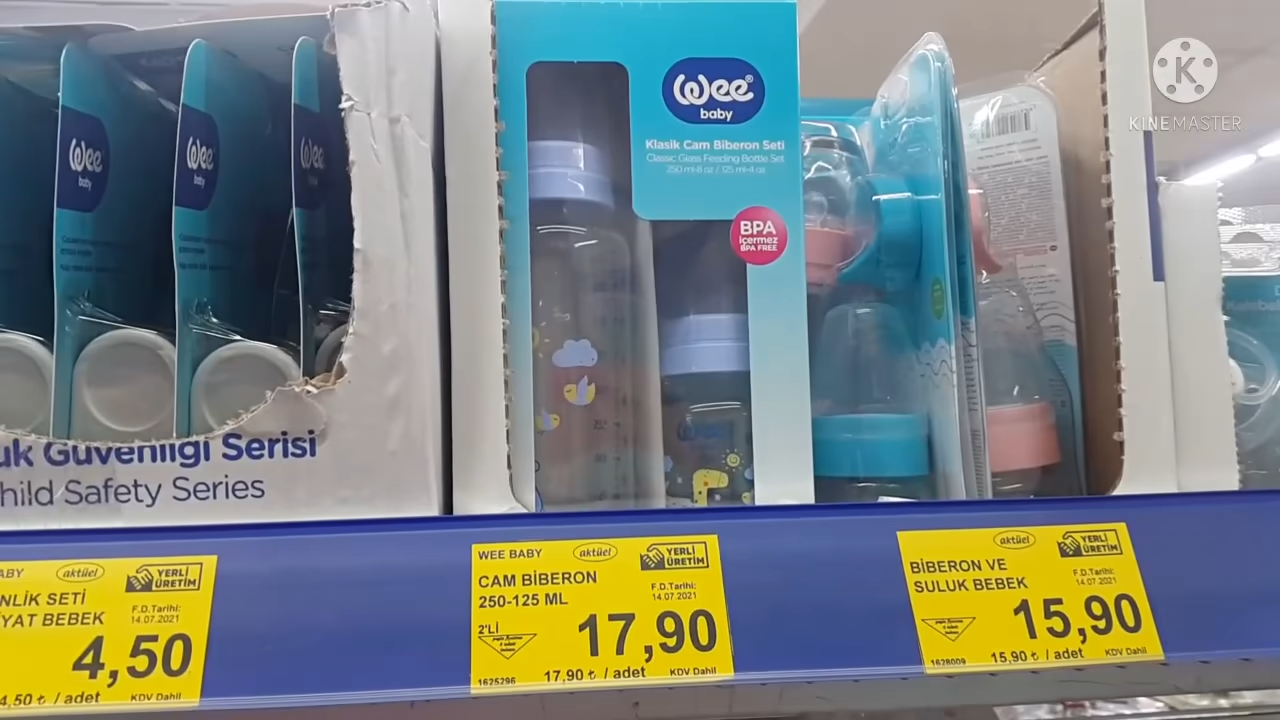 KINEMASTER
Wee
baby
Wee
baby
Wee
Wee®
baby
Klasik Cam Biberon Seti
Classic Glass Feeding Bottle Set
250 ml-8 oz / 125 ml-4 oz
BPA
içermez
BPA FREE
uk Güvenliği Serisi
Child Safety Series
ABY
aktüel
YERLİ
ÜRETİM
NLİK SETİ
İYAT BEBEK
F.D.Tarihi:
14.07.2021
4,50
4,50 ₺ / adet
KDV Dahil
WEE BABY
aktüel
YERLİ
ÜRETİM
CAM BİBERON
250-125 ML
2'Lİ
F.D.Tarihi:
14.07.2021
17,90
1625296
17,90 ₺ / adet
KDV Dahil
aktüel
YERLİ
ÜRETİM
BİBERON VE
SULUK BEBEK
F.D.Tarihi:
14.07.2021
15,90
1628009
15,90 ₺ / adet
KDV Dahil